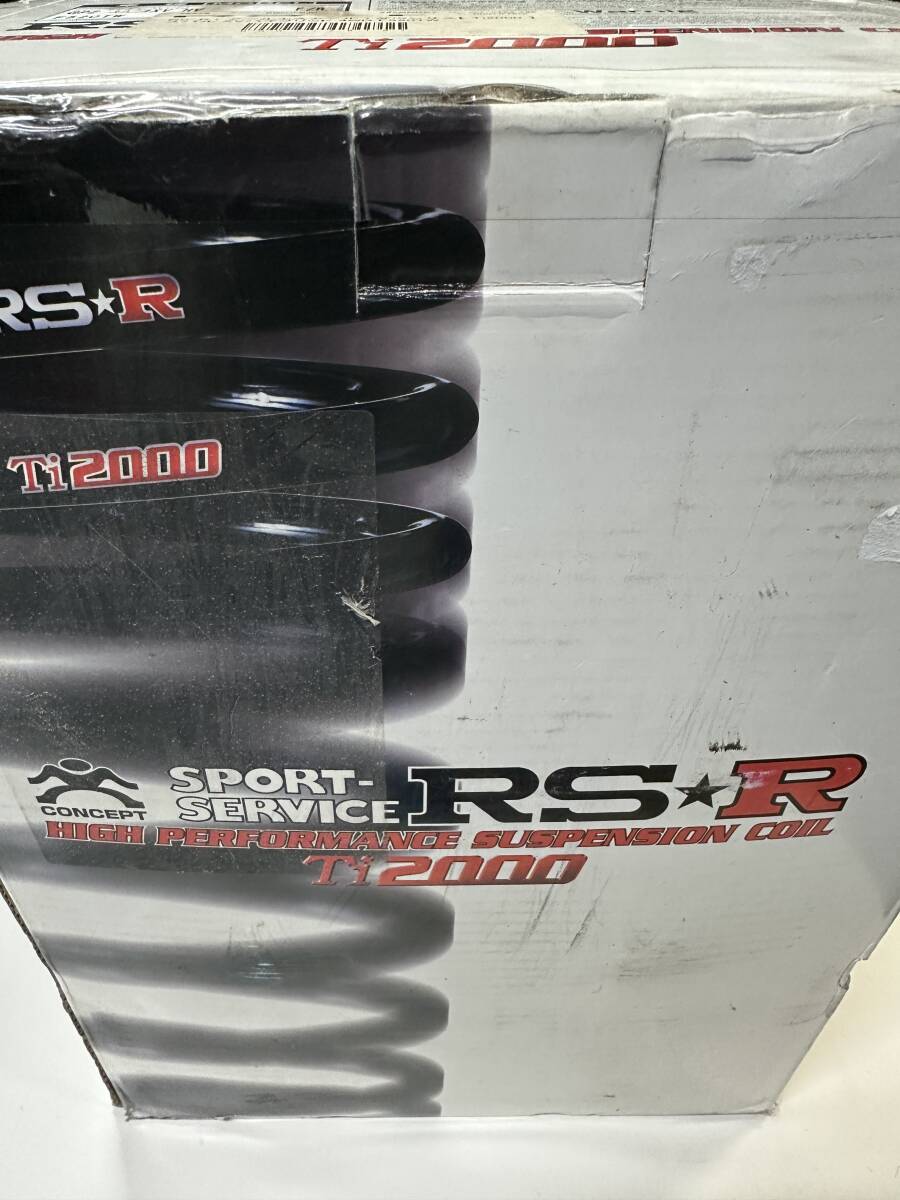 Ti2000
RS★R
Ti2000
CONCEPT
SPORT-
SERVICE
RS★R
HIGH PERFORMANCE SUSPENSION COIL
Ti2000